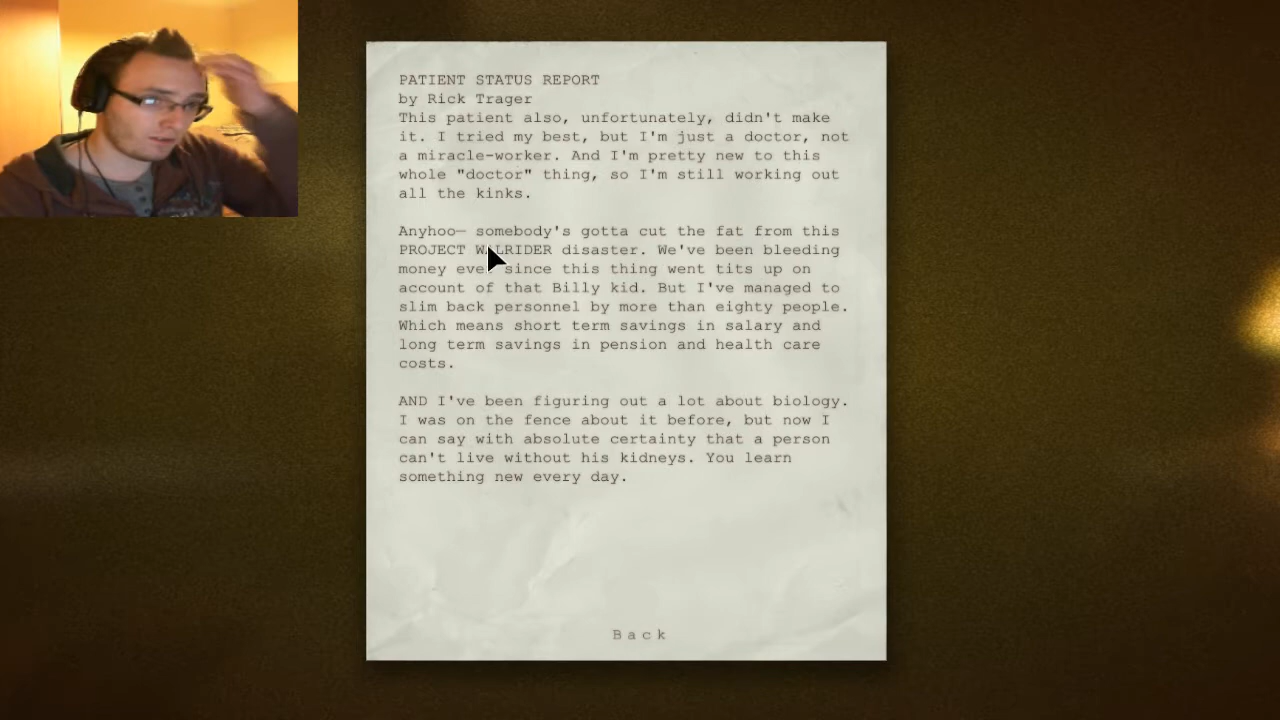 PATIENT STATUS REPORT
by Rick Trager
This patient also, unfortunately, didn't make
it. I tried my best, but I'm just a doctor, not
a miracle-worker. And I'm pretty new to this
whole "doctor" thing, so I'm still working out
all the kinks.
Anyhoo— somebody's gotta cut the fat from this
PROJECT WALRIDER disaster. We've been bleeding
money ever since this thing went tits up on
account of that Billy kid. But I've managed to
slim back personnel by more than eighty people.
Which means short term savings in salary and
long term savings in pension and health care
costs.
AND I've been figuring out a lot about biology.
I was on the fence about it before, but now I
can say with absolute certainty that a person
can't live without his kidneys. You learn
something new every day.
Back